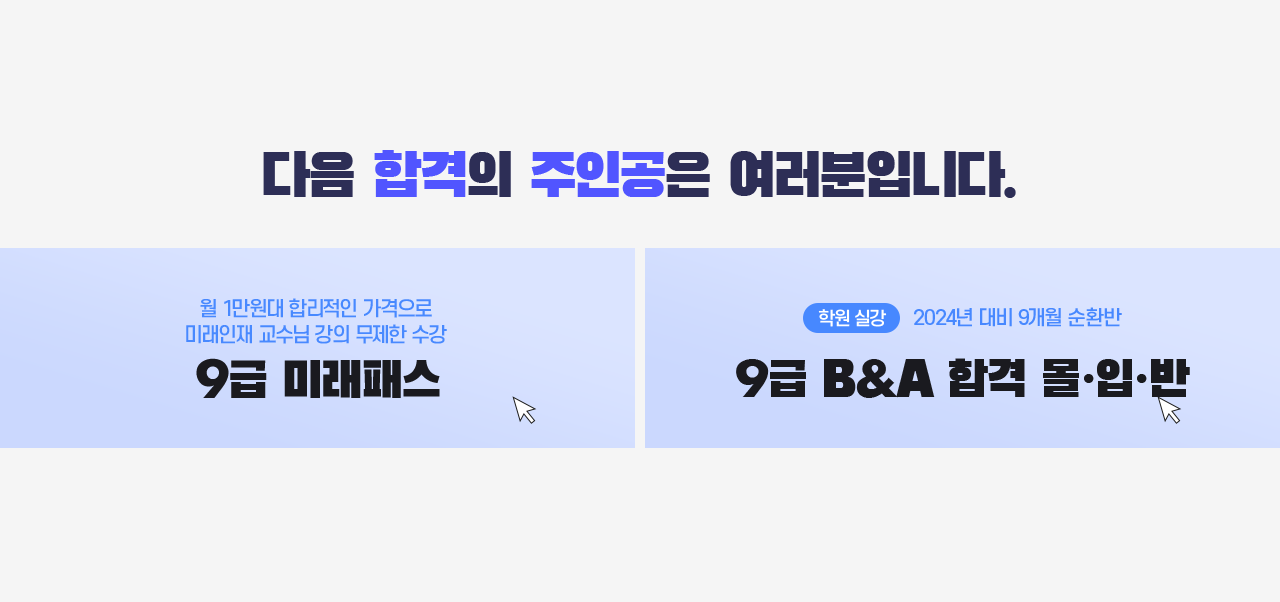 다음 합격의 주인공은 여러분입니다.
월 1만원대 합리적인 가격으로
미래인재 교수님 강의 무제한 수강
9급 미래패스
학원 실강 2024년 대비 9개월 순환반
9급 B&A 합격 몰·입·반